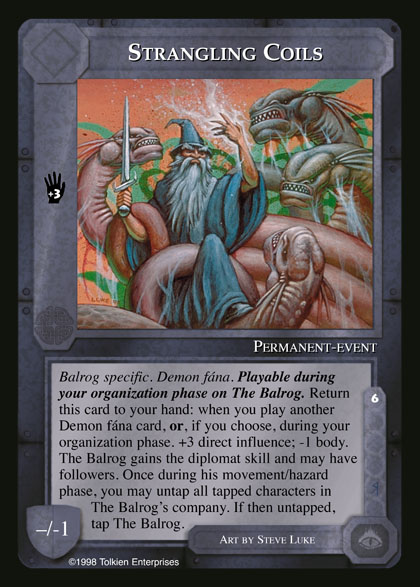 STRANGLING COILS
+3
LUKE
PERMANENT-EVENT
Balrog specific. Demon fána. Playable during
your organization phase on The Balrog. Return
this card to your hand: when you play another
Demon fána card, or, if you choose, during your
organization phase. +3 direct influence; -1 body.
The Balrog gains the diplomat skill and may have
followers. Once during his movement/hazard
phase, you may untap all tapped characters in
The Balrog's company. If then untapped,
tap The Balrog.
6
–/-1
ART BY STEVE LUKE
©1998 Tolkien Enterprises